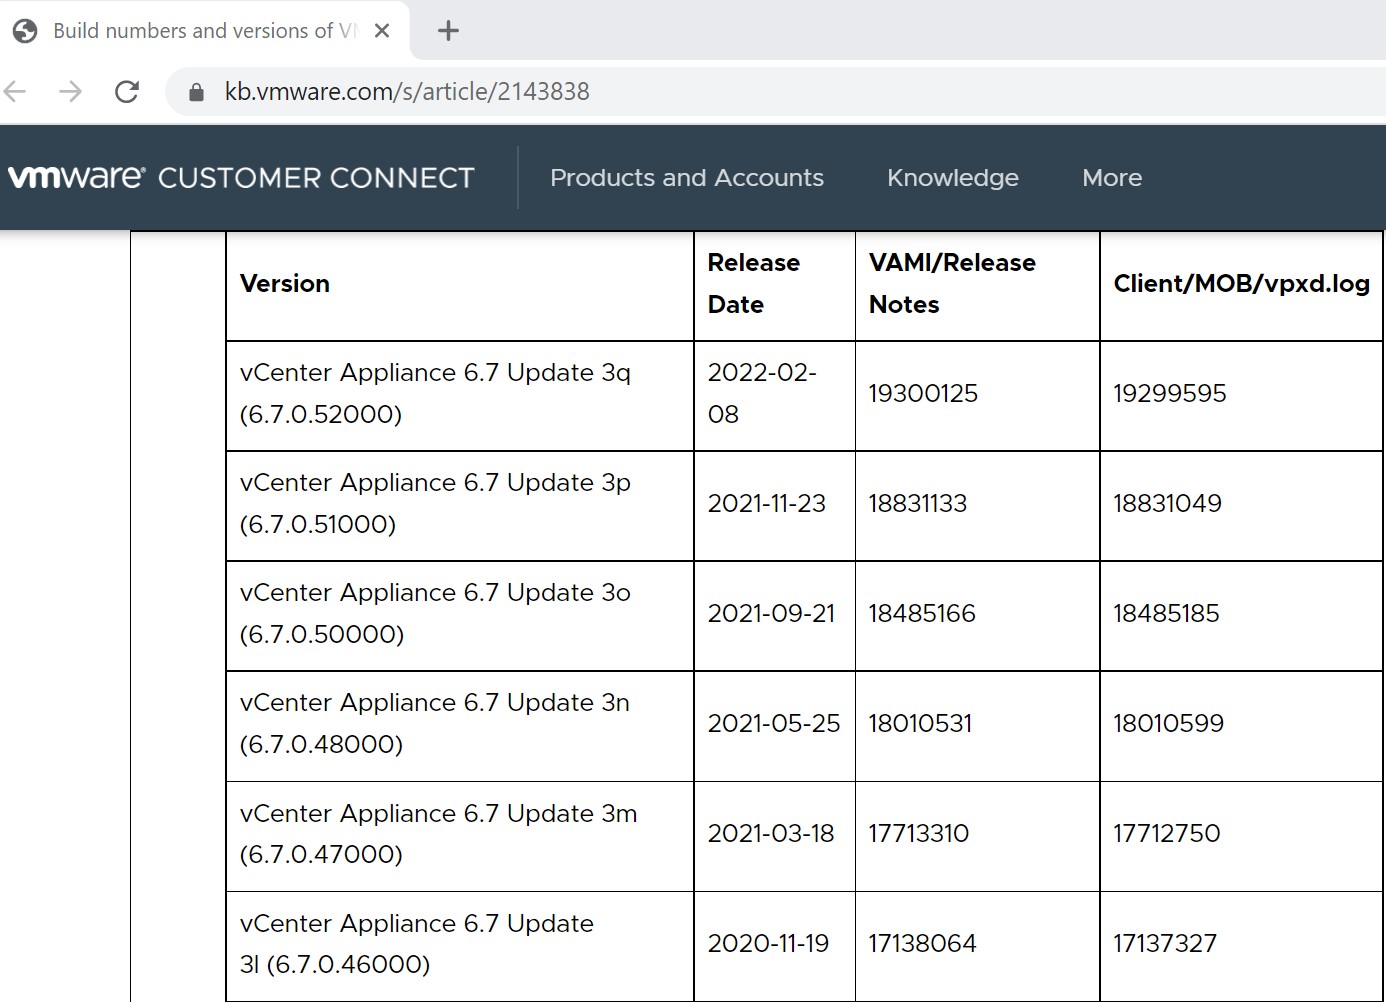 Build numbers and versions of VM
kb.vmware.com/s/article/2143838
vmware® CUSTOMER CONNECT Products and Accounts Knowledge More
Version
Release
Date
VAMI/Release
Notes
Client/MOB/vpxd.log
vCenter Appliance 6.7 Update 3q
(6.7.0.52000)
2022-02-
08
19300125
19299595
vCenter Appliance 6.7 Update 3p
(6.7.0.51000)
2021-11-23
18831133
18831049
vCenter Appliance 6.7 Update 3o
(6.7.0.50000)
2021-09-21
18485166
18485185
vCenter Appliance 6.7 Update 3n
(6.7.0.48000)
2021-05-25
18010531
18010599
vCenter Appliance 6.7 Update 3m
(6.7.0.47000)
2021-03-18
17713310
17712750
vCenter Appliance 6.7 Update
3l (6.7.0.46000)
2020-11-19
17138064
17137327